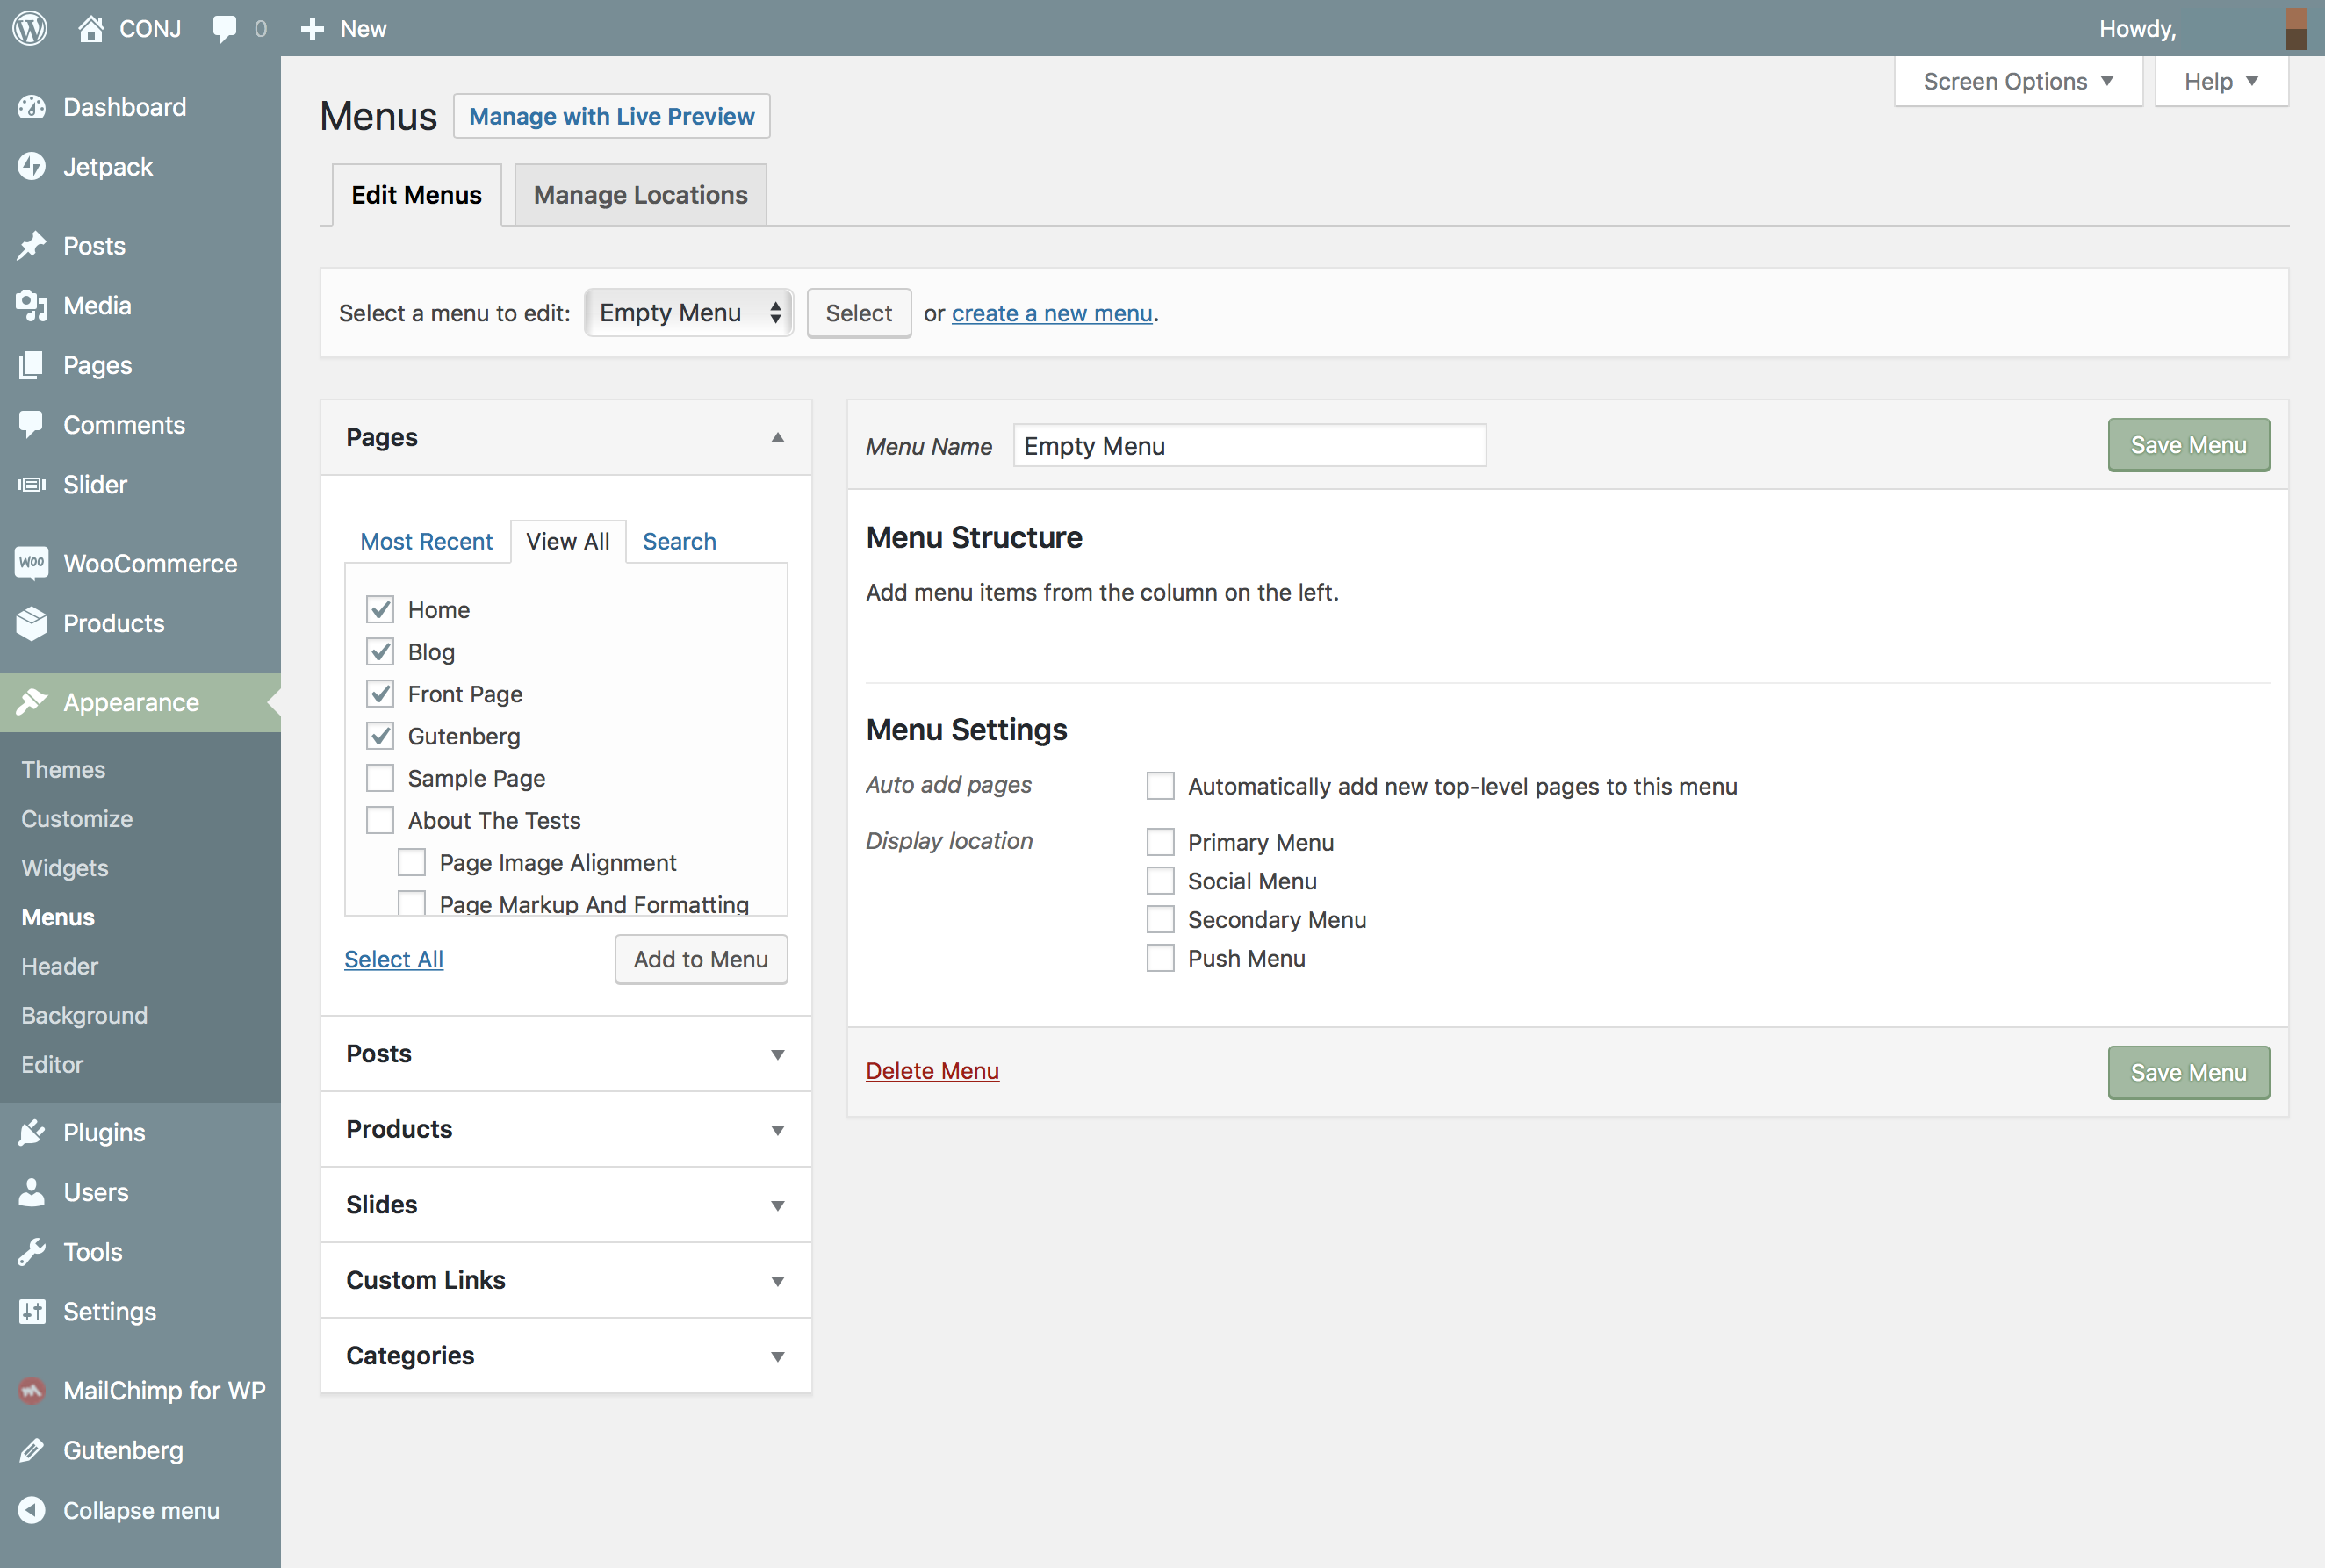 CONJ 0 New Howdy,
Screen Options Help
Dashboard
Jetpack
Posts
Media
Pages
Comments
Slider
WOO WooCommerce
Products
Appearance
Themes
Customize
Widgets
Menus
Header
Background
Editor
Plugins
Users
Tools
Settings
MailChimp for WP
Gutenberg
Collapse menu
Menus Manage with Live Preview
Edit Menus Manage Locations
Select a menu to edit: Empty Menu Select or create a new menu.
Pages
Most Recent View All Search
Home
Blog
Front Page
Gutenberg
Sample Page
About The Tests
Page Image Alignment
Page Markup And Formatting
Select All Add to Menu
Posts
Products
Slides
Custom Links
Categories
Menu Name Empty Menu Save Menu
Menu Structure
Add menu items from the column on the left.
Menu Settings
Auto add pages Automatically add new top-level pages to this menu
Display location Primary Menu
Social Menu
Secondary Menu
Push Menu
Delete Menu Save Menu